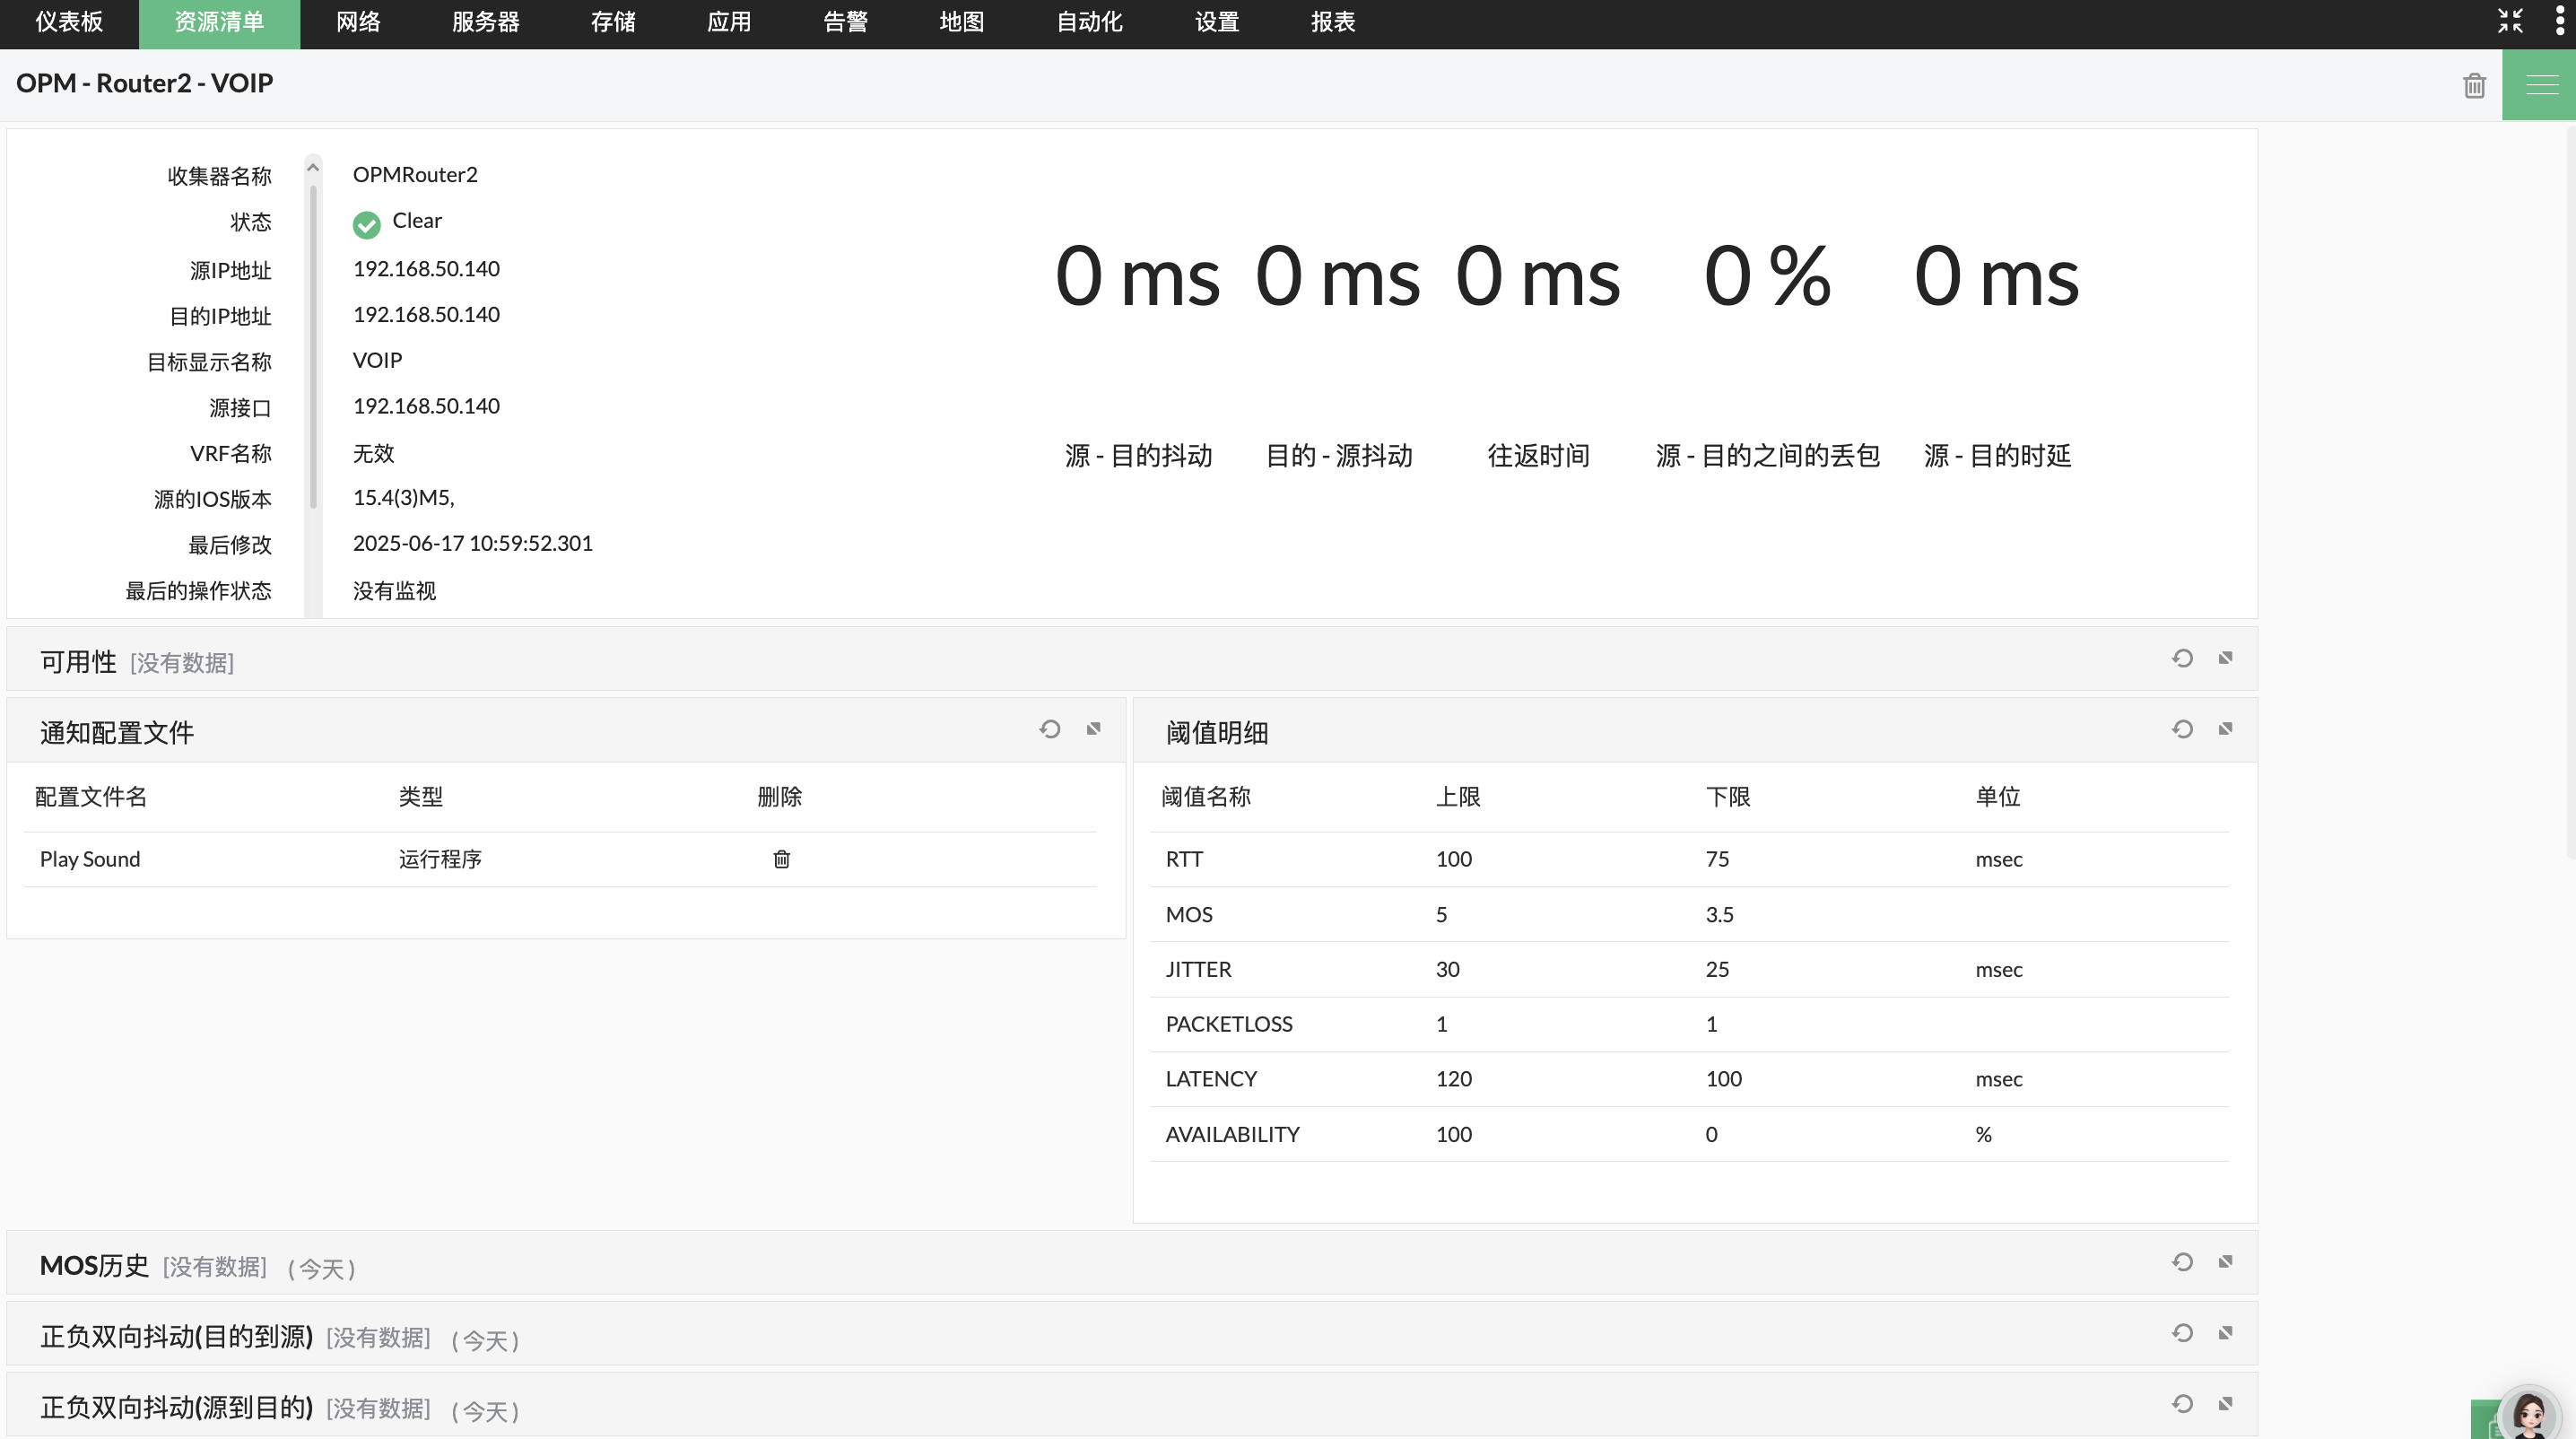 仪表板 资源清单 网络 服务器 存储 应用 告警 地图 自动化 设置 报表
OPM - Router2 - VOIP
收集器名称 OPMRouter2
状态 Clear
源IP地址 192.168.50.140
目的IP地址 192.168.50.140
目标显示名称 VOIP
源接口 192.168.50.140
VRF名称 无效
源的IOS版本 15.4(3)M5,
最后修改 2025-06-17 10:59:52.301
最后的操作状态 没有监视
0 ms 0 ms 0 ms 0 % 0 ms
源 - 目的抖动 目的 - 源抖动 往返时间 源 - 目的之间的丢包 源 - 目的时延
可用性 [没有数据]
通知配置文件
配置文件名 类型 删除
Play Sound 运行程序
阈值明细
阈值名称 上限 下限 单位
RTT 100 75 msec
MOS 5 3.5
JITTER 30 25 msec
PACKETLOSS 1 1
LATENCY 120 100 msec
AVAILABILITY 100 0 %
MOS历史 [没有数据] ( 今天 )
正负双向抖动(目的到源) [没有数据] ( 今天 )
正负双向抖动(源到目的) [没有数据] ( 今天 )